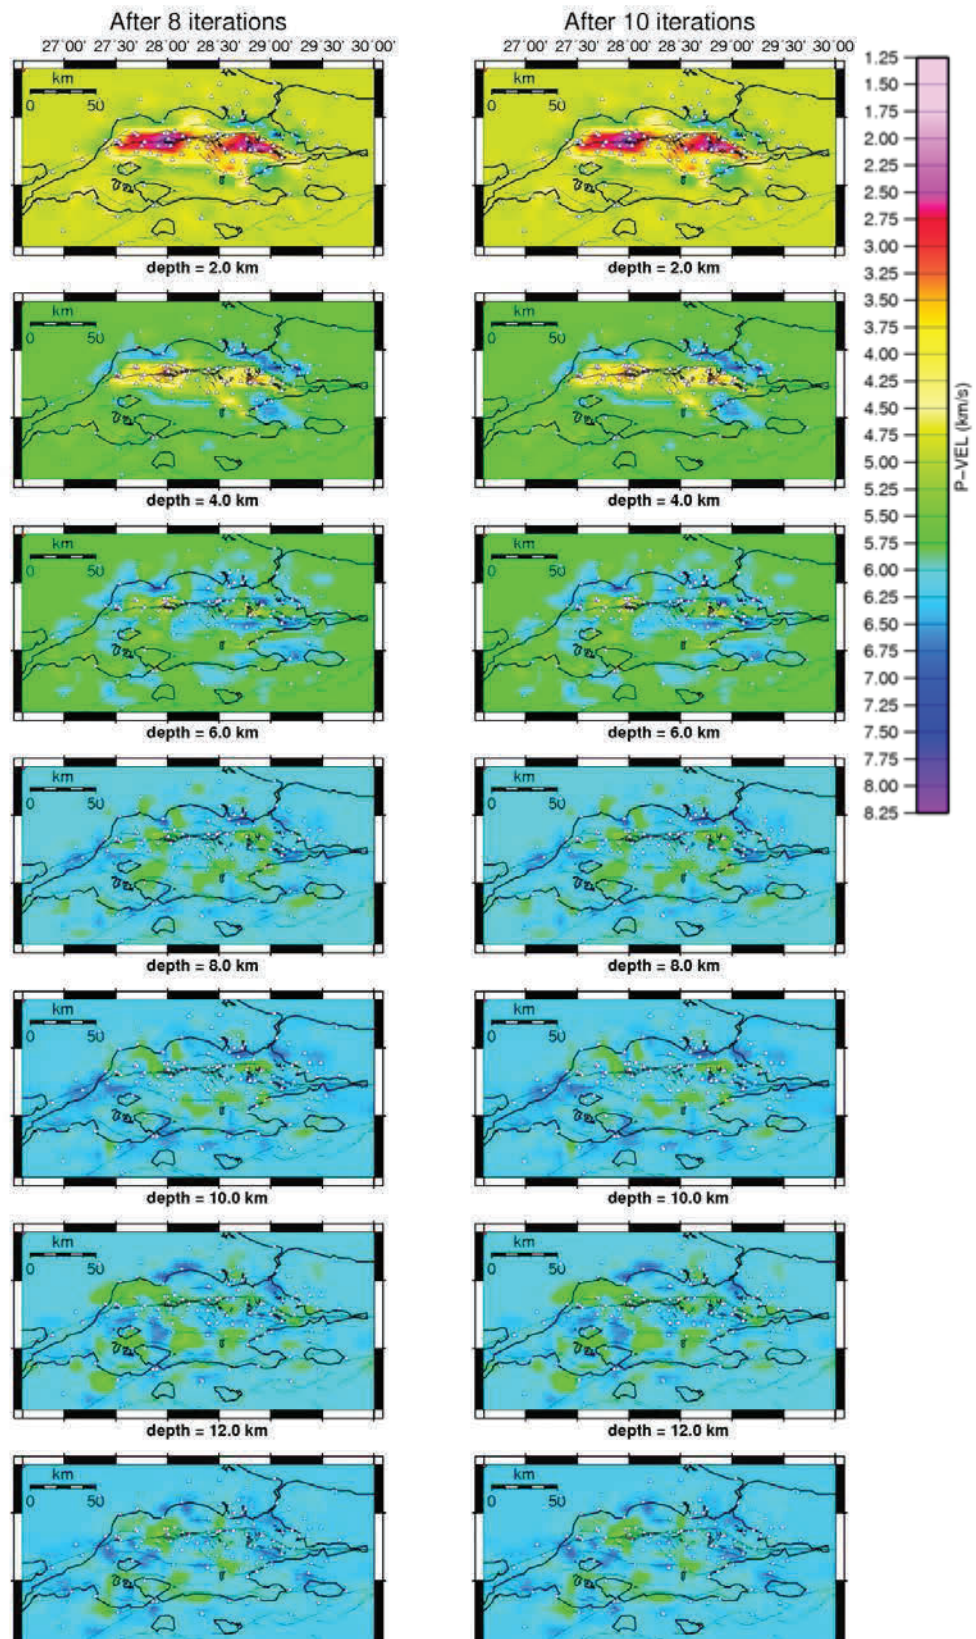 After 8 iterations
After 10 iterations
27˚00' 27˚30' 28˚00' 28˚30' 29˚00' 29˚30' 30˚00'
27˚00' 27˚30' 28˚00' 28˚30' 29˚00' 29˚30' 30˚00'
km
0 50
km
0 50
depth = 2.0 km
depth = 2.0 km
km
0 50
km
0 50
depth = 4.0 km
depth = 4.0 km
km
0 50
km
0 50
depth = 6.0 km
depth = 6.0 km
km
0 50
km
0 50
depth = 8.0 km
depth = 8.0 km
km
0 50
km
0 50
depth = 10.0 km
depth = 10.0 km
km
0 50
km
0 50
depth = 12.0 km
depth = 12.0 km
km
0 50
km
0 50
1.25
1.50
1.75
2.00
2.25
2.50
2.75
3.00
3.25
3.50
3.75
4.00
4.25
4.50
4.75
5.00
5.25
5.50
5.75
6.00
6.25
6.50
6.75
7.00
7.25
7.50
7.75
8.00
8.25
P-VEL (km/s)